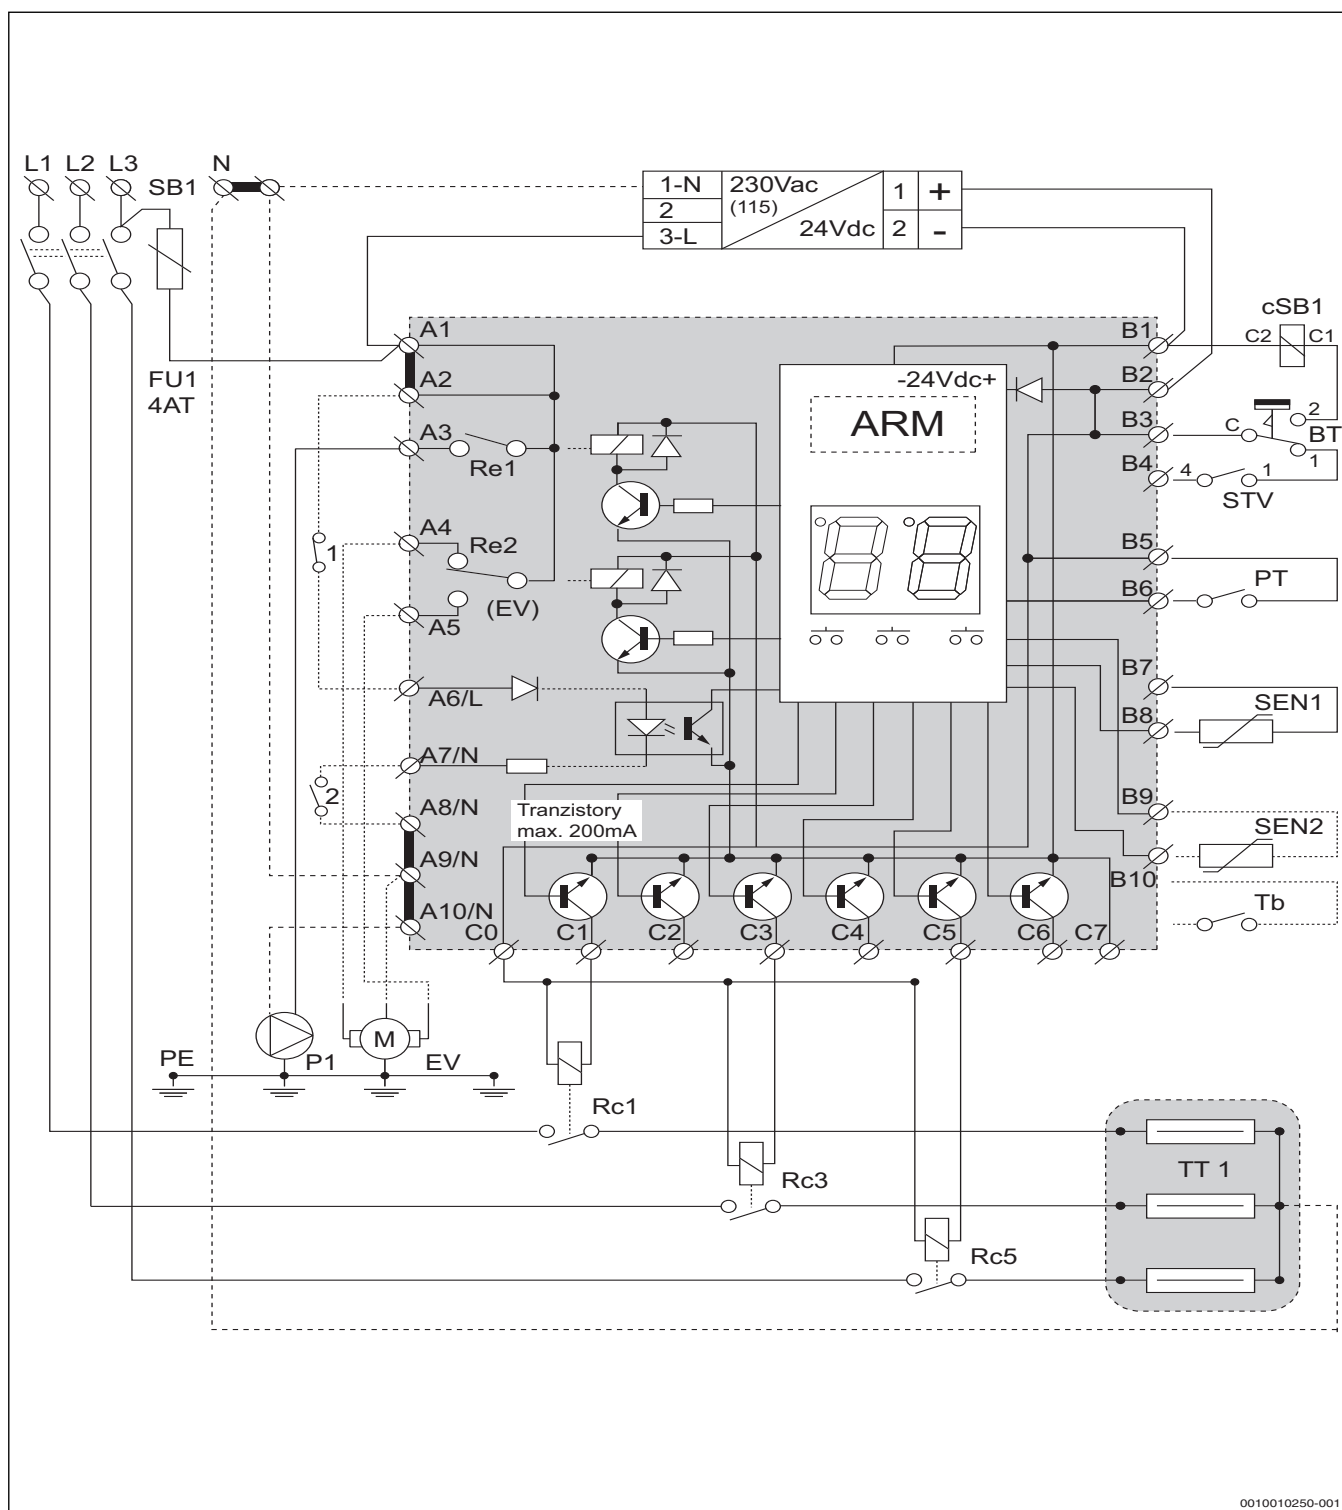 L1 L2 L3 SB1 N
1-N 230Vac 1 +
2 (115)
3-L 24Vdc 2 -
cSB1
C2 C1
A1 B1
FU1
4AT
A2 -24Vdc+ B2
ARM
A3 B3 C 2
BT
1
Re1 B4 4 1
STV
A4 Re2 B5
1 PT
(EV) B6
A5
B7
A6/L SEN1
B8
A7/N
2 Tranzistory
max. 200mA
A8/N B9
SEN2
A9/N
B10
A10/N Tb
C0 C1 C2 C3 C4 C5 C6 C7
M
PE P1 EV
Rc1
TT 1
Rc3
Rc5
0010010250-001